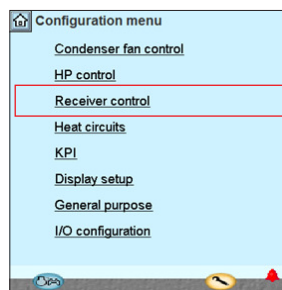 Configuration menu
Condenser fan control
HP control
Receiver control
Heat circuits
KPI
Display setup
General purpose
I/O configuration